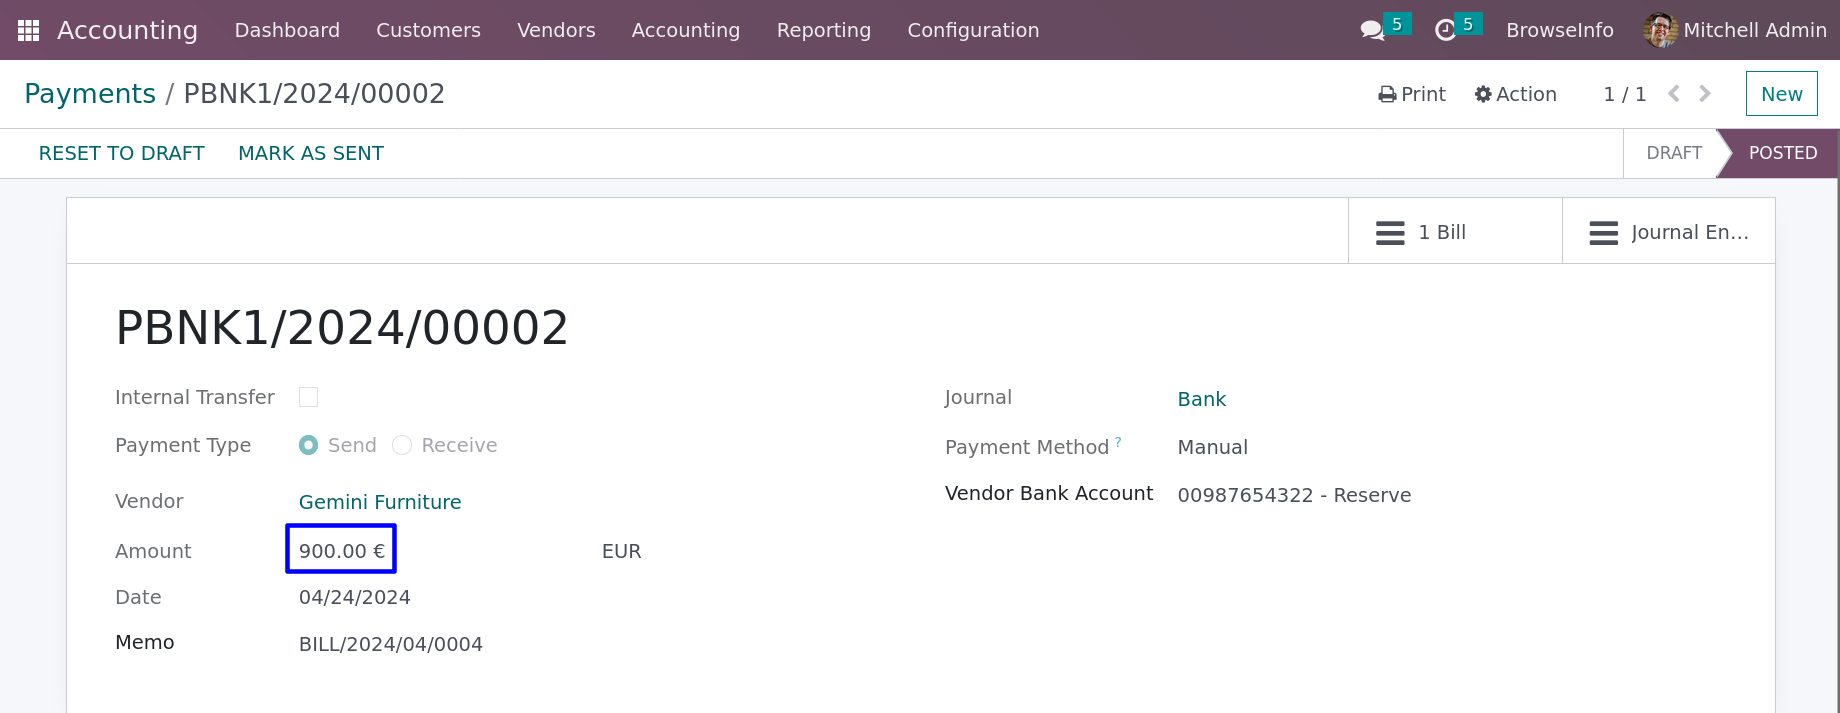 Accounting Dashboard Customers Vendors Accounting Reporting Configuration 5 5 BrowseInfo Mitchell Admin
Payments / PBNK1/2024/00002 Print Action 1 / 1 New
RESET TO DRAFT MARK AS SENT DRAFT POSTED
1 Bill Journal En...
PBNK1/2024/00002
Internal Transfer Journal Bank
Payment Type Send Receive Payment Method ? Manual
Vendor Gemini Furniture Vendor Bank Account 00987654322 - Reserve
Amount 900.00 € EUR
Date 04/24/2024
Memo BILL/2024/04/0004